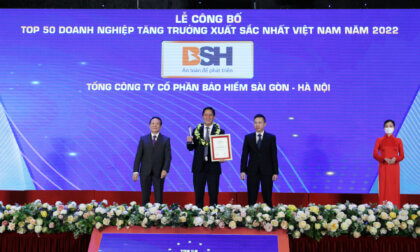 LỄ CÔNG BỐ
TOP 50 DOANH NGHIỆP TĂNG TRƯỞNG XUẤT SẮC NHẤT VIỆT NAM NĂM 2022
BSH
An toàn để phát triển
TỔNG CÔNG TY CỔ PHẦN BẢO HIỂM SÀI GÒN - HÀ NỘI